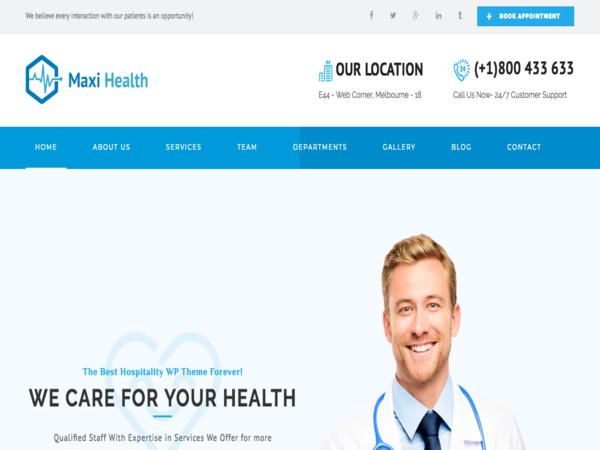 We believe every interaction with our patients is an opportunity!
BOOK APPOINTMENT
Maxi Health
OUR LOCATION
E44 - Web Corner, Melbourne - 18
24
(+1)800 433 633
Call Us Now- 24/7 Customer Support
HOME ABOUT US SERVICES TEAM DEPARTMENTS GALLERY BLOG CONTACT
The Best Hospitality WP Theme Forever!
WE CARE FOR YOUR HEALTH
Qualified Staff With Expertise in Services We Offer for more